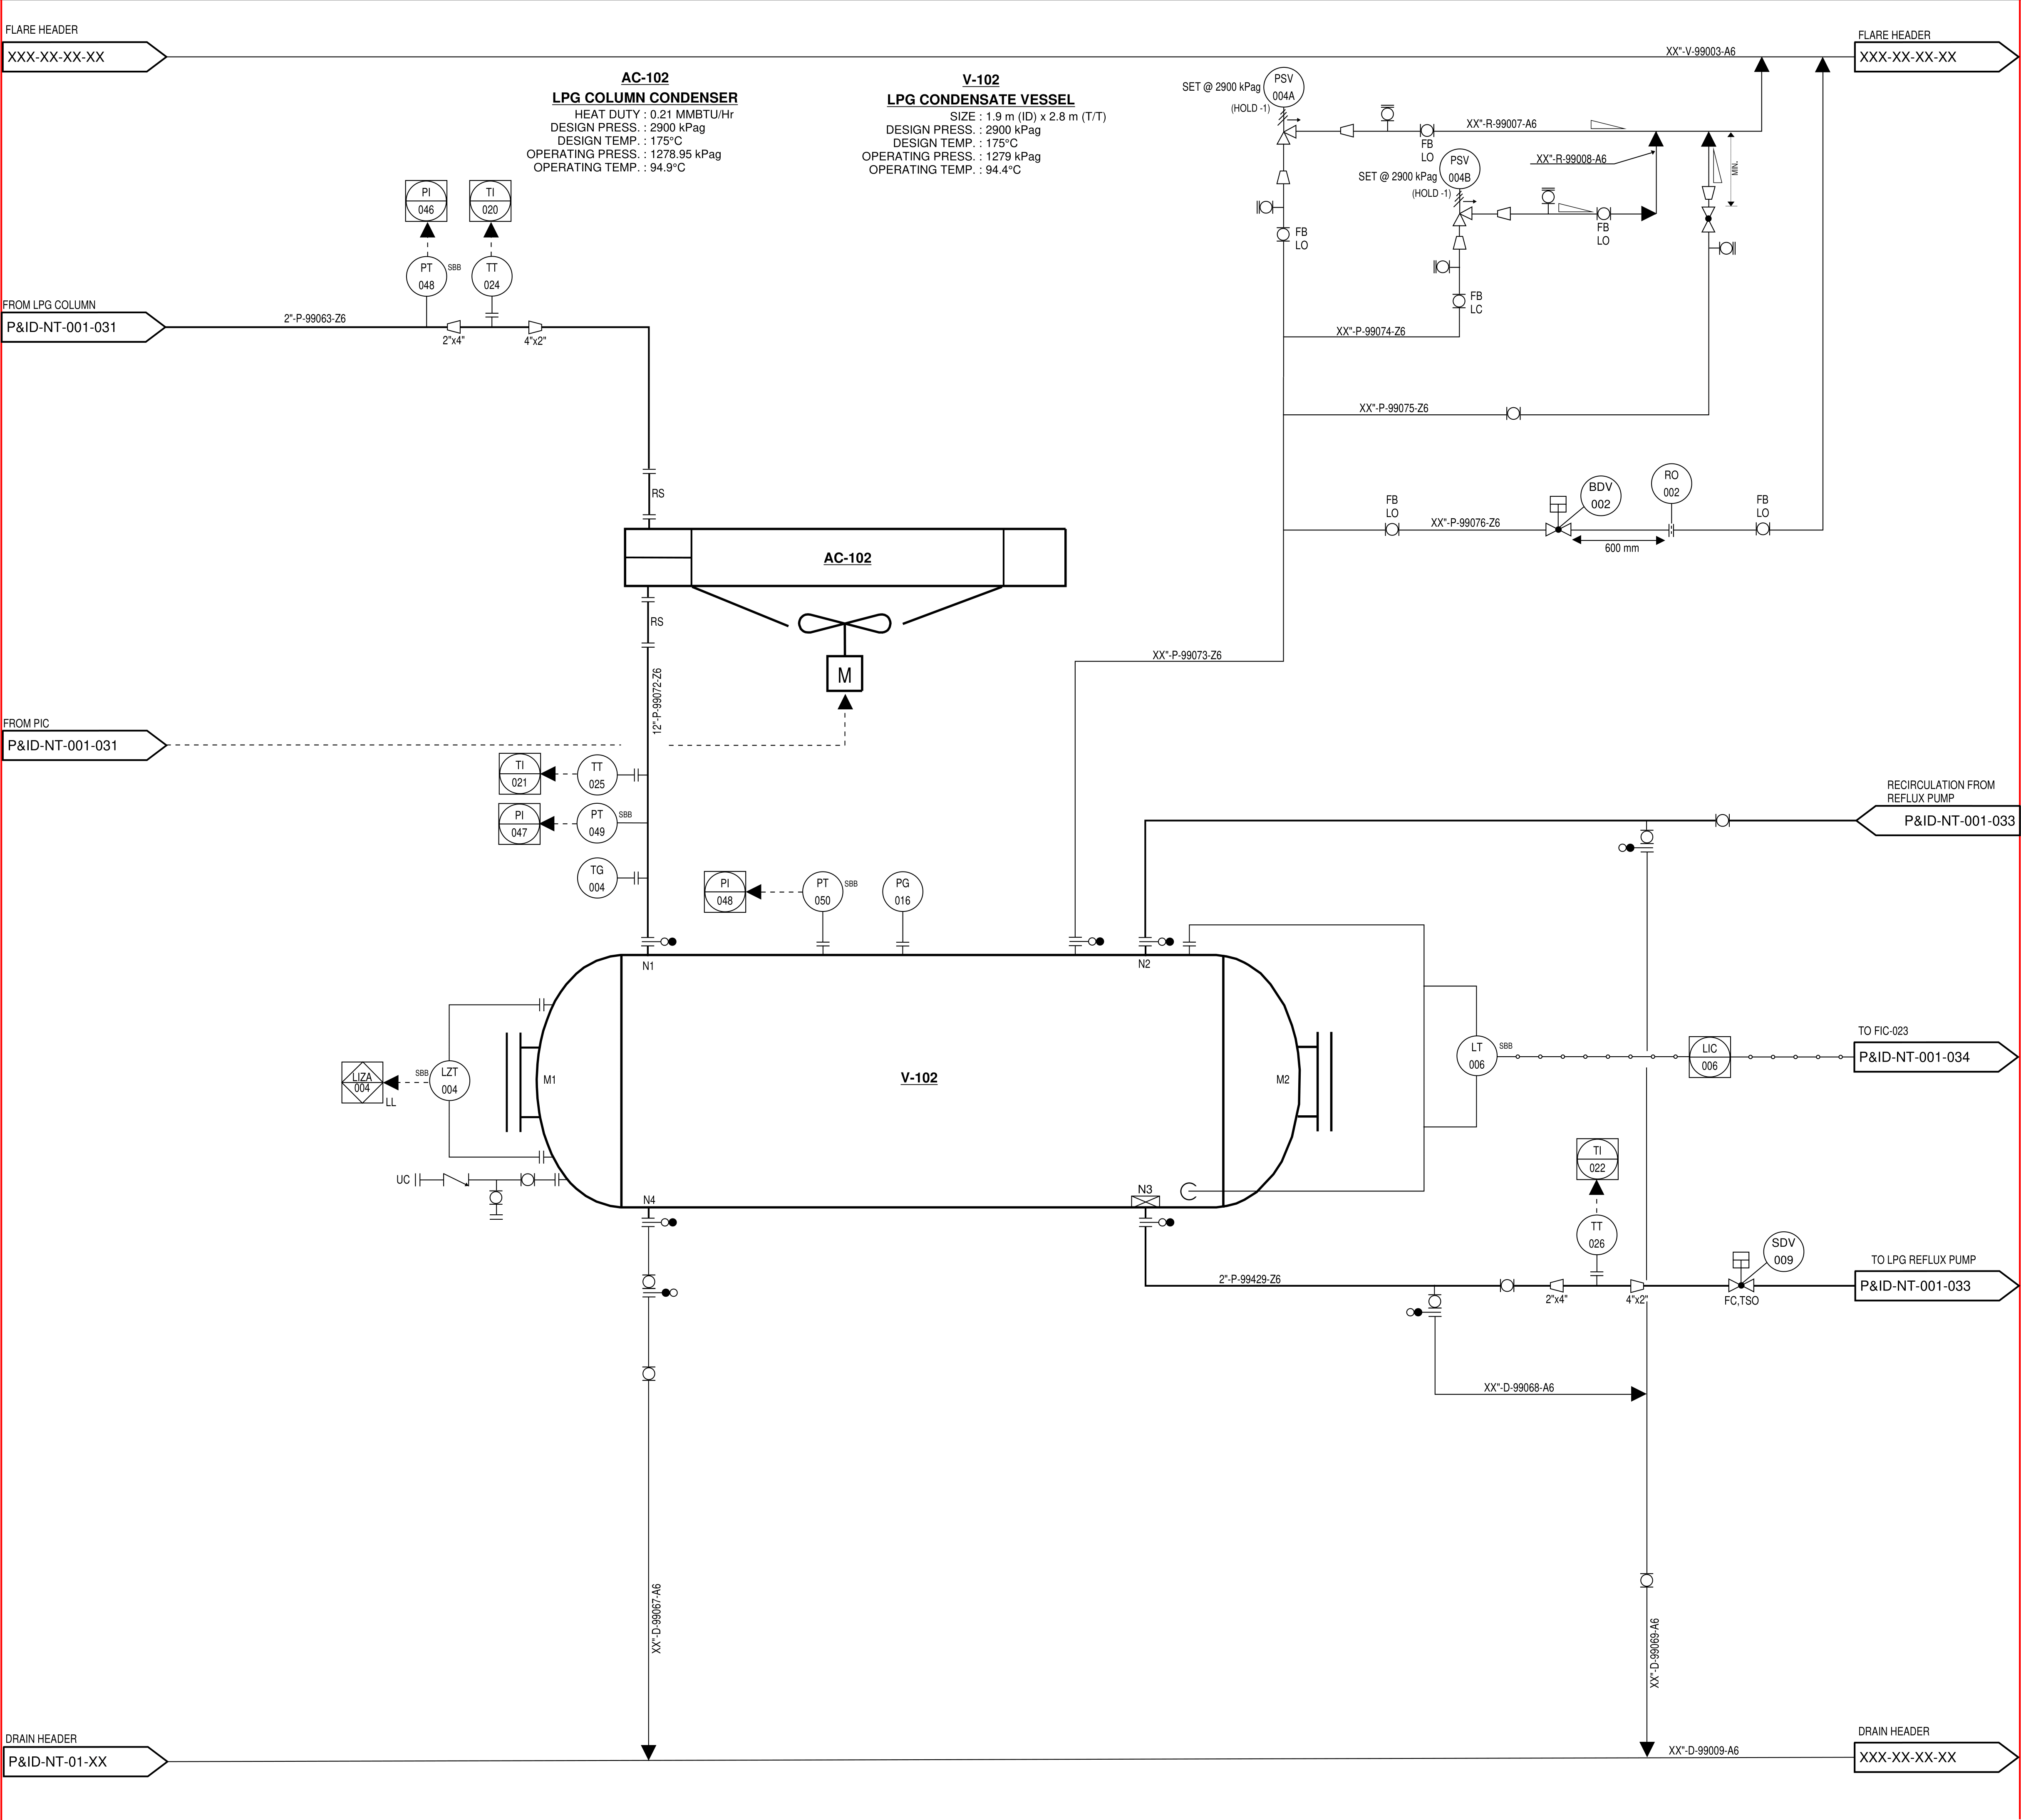 FLARE HEADER
XXX-XX-XX-XX
XX"-V-99003-A6
FLARE HEADER
XXX-XX-XX-XX
AC-102
LPG COLUMN CONDENSER
HEAT DUTY : 0.21 MMBTU/Hr
DESIGN PRESS. : 2900 kPag
DESIGN TEMP. : 175°C
OPERATING PRESS. : 1278.95 kPag
OPERATING TEMP. : 94.9°C
V-102
LPG CONDENSATE VESSEL
SIZE : 1.9 m (ID) x 2.8 m (T/T)
DESIGN PRESS. : 2900 kPag
DESIGN TEMP. : 175°C
OPERATING PRESS. : 1279 kPag
OPERATING TEMP. : 94.4°C
SET @ 2900 kPag
(HOLD -1)
PSV
004A
XX"-R-99007-A6
FB
LO
XX"-R-99008-A6
MIN.
SET @ 2900 kPag
(HOLD -1)
PSV
004B
FB
LO
FB
LO
FB
LC
PI
046
TI
020
PT
048
SBB
TT
024
FROM LPG COLUMN
P&ID-NT-001-031
2"-P-99063-Z6
2"x4"
4"x2"
XX"-P-99074-Z6
XX"-P-99075-Z6
RS
FB
LO
XX"-P-99076-Z6
BDV
002
RO
002
600 mm
FB
LO
AC-102
RS
M
12"-P-99072-Z6
XX"-P-99073-Z6
FROM PIC
P&ID-NT-001-031
TI
021
TT
025
PI
047
PT
049
SBB
TG
004
PI
048
PT
050
SBB
PG
016
RECIRCULATION FROM
REFLUX PUMP
P&ID-NT-001-033
N1
N2
LIZA
004
LL
SBB
LZT
004
M1
V-102
M2
LT
006
SBB
LIC
006
TO FIC-023
P&ID-NT-001-034
UC
N4
N3
TI
022
TT
026
SDV
009
FC,TSO
2"-P-99429-Z6
2"x4"
4"x2"
TO LPG REFLUX PUMP
P&ID-NT-001-033
XX"-D-99068-A6
XX"-D-99067-A6
XX"-D-99069-A6
DRAIN HEADER
P&ID-NT-01-XX
XX"-D-99009-A6
DRAIN HEADER
XXX-XX-XX-XX